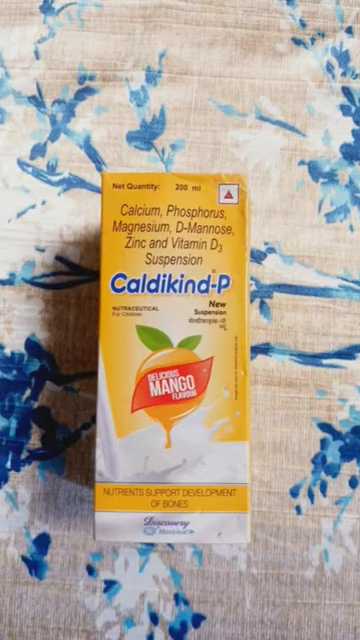 Net Quantity: 200 ml
Calcium, Phosphorus,
Magnesium, D-Mannose,
Zinc and Vitamin D3
Suspension
Caldikind-P
NUTRACEUTICAL
For Children
New
Suspension
DELICIOUS
MANGO
FLAVOUR
NUTRIENTS SUPPORT DEVELOPMENT
OF BONES
Discovery
Mankind